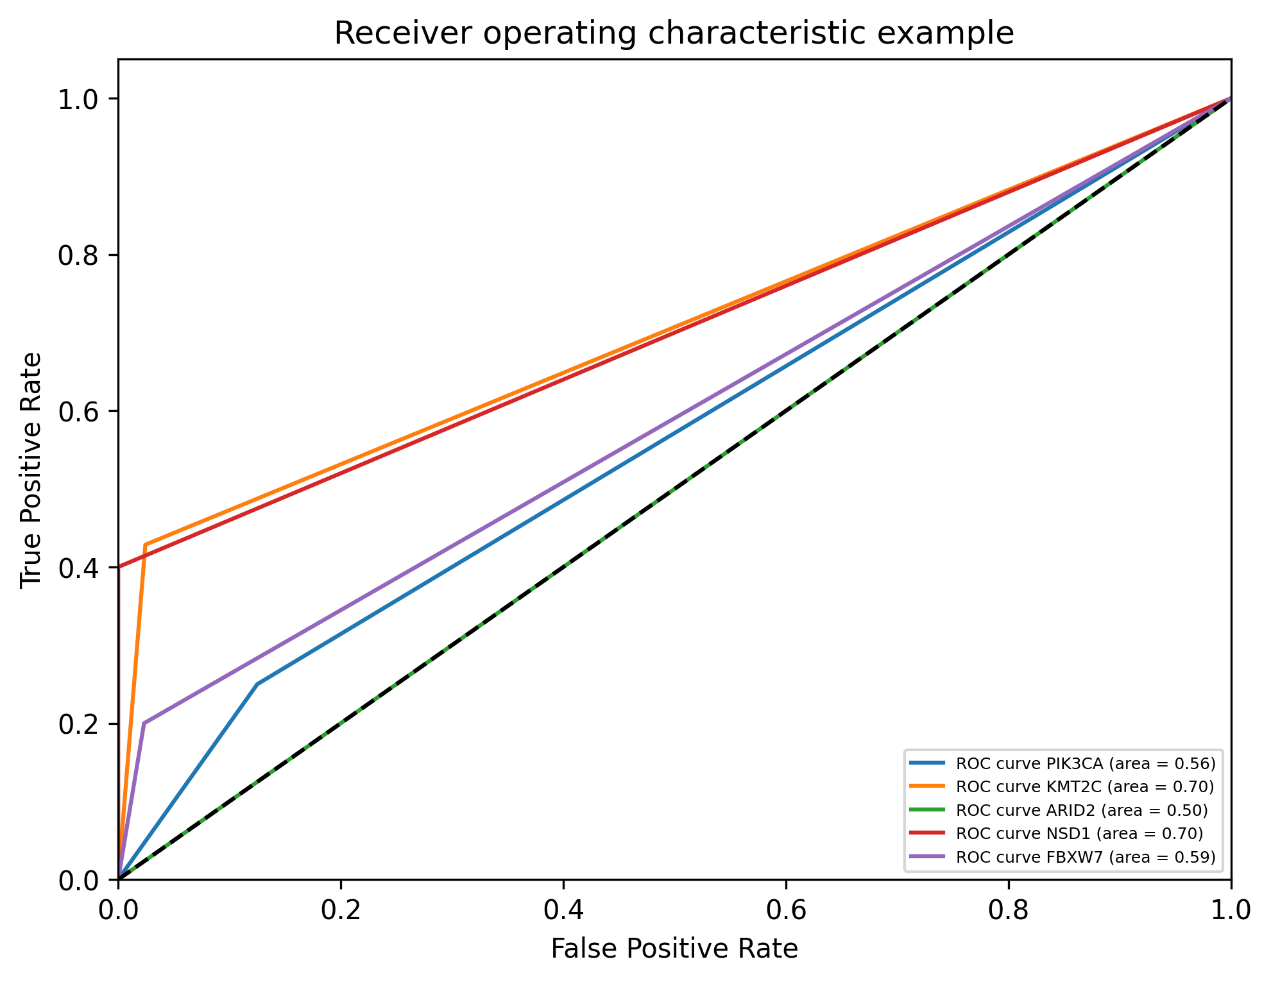 Receiver operating characteristic example
1.0
0.8
0.6
0.4
0.2
0.0
True Positive Rate
ROC curve PIK3CA (area = 0.56)
ROC curve KMT2C (area = 0.70)
ROC curve ARID2 (area = 0.50)
ROC curve NSD1 (area = 0.70)
ROC curve FBXW7 (area = 0.59)
0.0 0.2 0.4 0.6 0.8 1.0
False Positive Rate